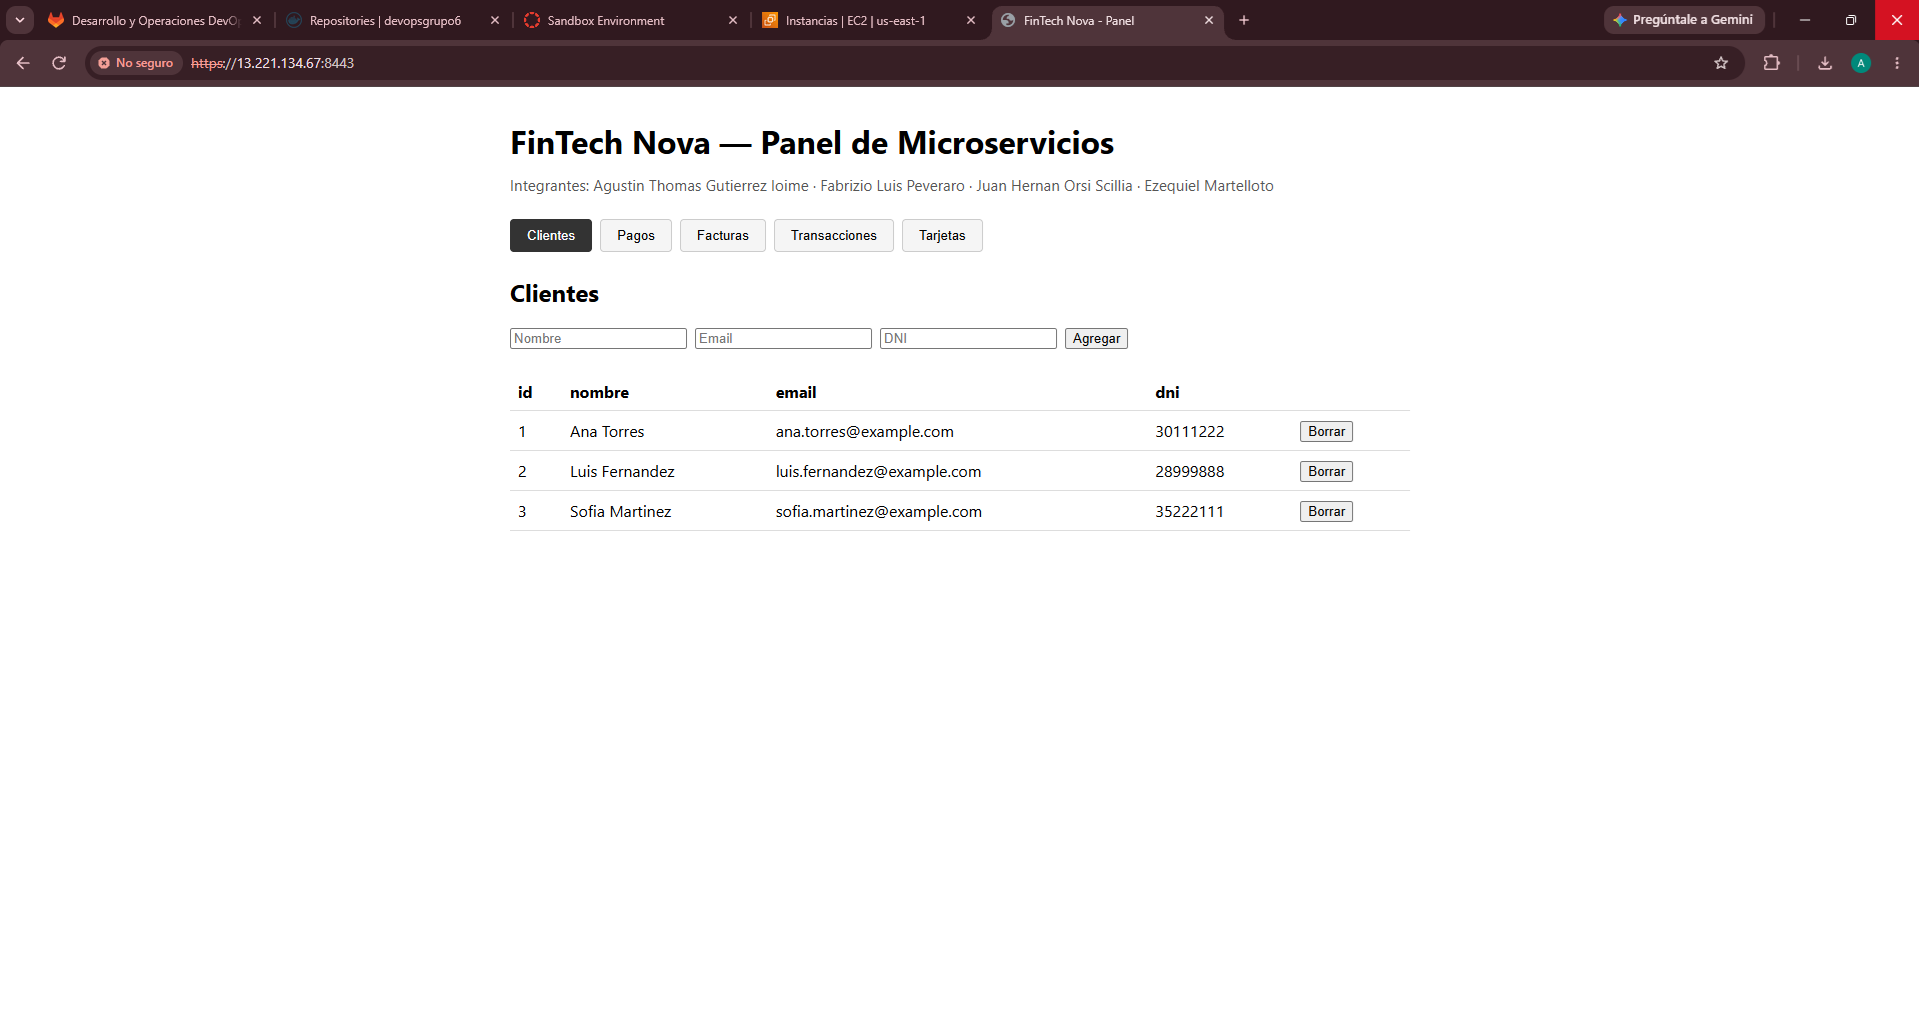 Desarrollo y Operaciones DevOp
Repositories | devopsgrupo6
Sandbox Environment
Instancias | EC2 | us-east-1
FinTech Nova - Panel
Pregúntale a Gemini
No seguro
https://13.221.134.67:8443
A
FinTech Nova — Panel de Microservicios
Integrantes: Agustin Thomas Gutierrez Ioime · Fabrizio Luis Peveraro · Juan Hernan Orsi Scillia · Ezequiel Martelloto
Clientes Pagos Facturas Transacciones Tarjetas
Clientes
Nombre Email DNI Agregar
id nombre email dni
1 Ana Torres ana.torres@example.com 30111222 Borrar
2 Luis Fernandez luis.fernandez@example.com 28999888 Borrar
3 Sofia Martinez sofia.martinez@example.com 35222111 Borrar